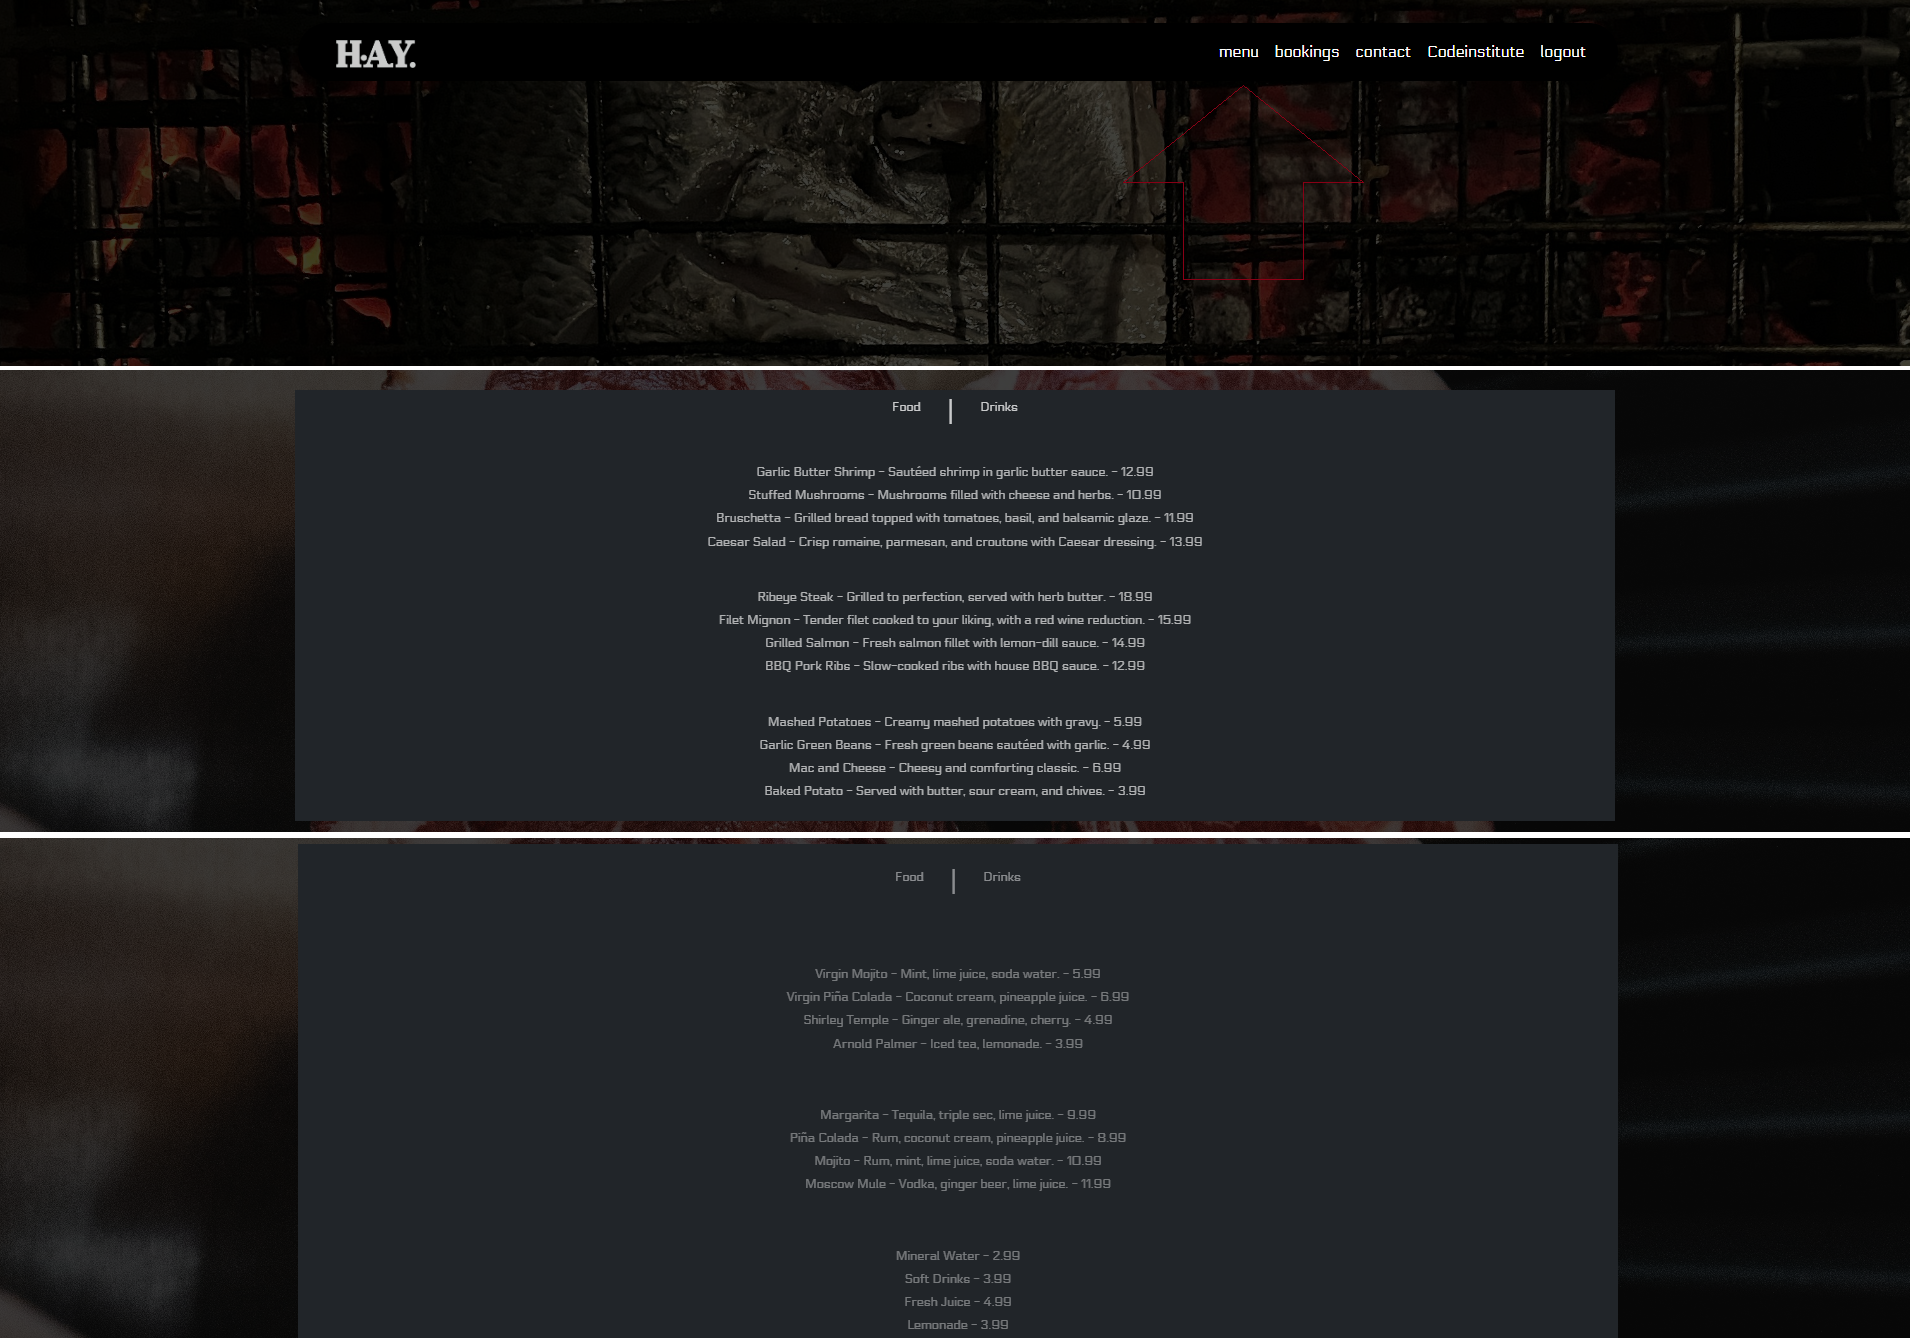 H·AY.
menu bookings contact Codeinstitute logout
Food | Drinks
Garlic Butter Shrimp - Sautéed shrimp in garlic butter sauce. - 12.99
Stuffed Mushrooms - Mushrooms filled with cheese and herbs. - 10.99
Bruschetta - Grilled bread topped with tomatoes, basil, and balsamic glaze. - 11.99
Caesar Salad - Crisp romaine, parmesan, and croutons with Caesar dressing. - 13.99
Ribeye Steak - Grilled to perfection, served with herb butter. - 18.99
Filet Mignon - Tender filet cooked to your liking, with a red wine reduction. - 15.99
Grilled Salmon - Fresh salmon fillet with lemon-dill sauce. - 14.99
BBQ Pork Ribs - Slow-cooked ribs with house BBQ sauce. - 12.99
Mashed Potatoes - Creamy mashed potatoes with gravy. - 5.99
Garlic Green Beans - Fresh green beans sautéed with garlic. - 4.99
Mac and Cheese - Cheesy and comforting classic. - 6.99
Baked Potato - Served with butter, sour cream, and chives. - 3.99
Food | Drinks
Virgin Mojito - Mint, lime juice, soda water. - 5.99
Virgin Piña Colada - Coconut cream, pineapple juice. - 6.99
Shirley Temple - Ginger ale, grenadine, cherry. - 4.99
Arnold Palmer - Iced tea, lemonade. - 3.99
Margarita - Tequila, triple sec, lime juice. - 9.99
Piña Colada - Rum, coconut cream, pineapple juice. - 8.99
Mojito - Rum, mint, lime juice, soda water. - 10.99
Moscow Mule - Vodka, ginger beer, lime juice. - 11.99
Mineral Water - 2.99
Soft Drinks - 3.99
Fresh Juice - 4.99
Lemonade - 3.99